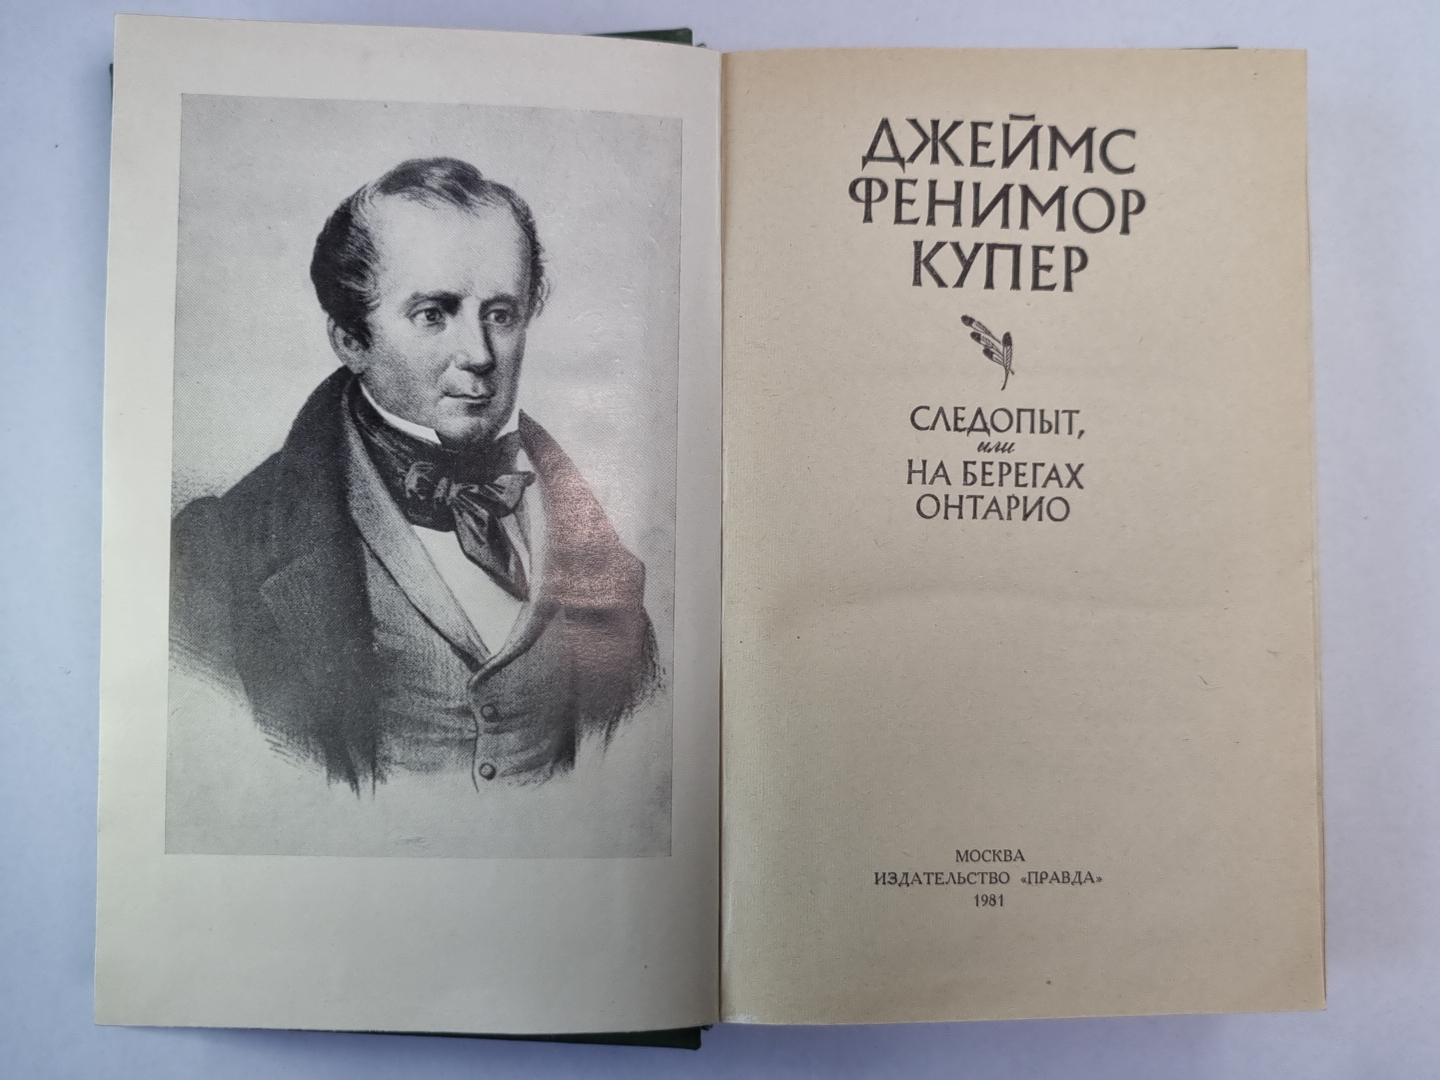 ДЖЕЙМС
ФЕНИМОР
КУПЕР
СЛЕДОПЫТ,
или
НА БЕРЕГАХ
ОНТАРИО
МОСКВА
ИЗДАТЕЛЬСТВО «ПРАВДА»
1981